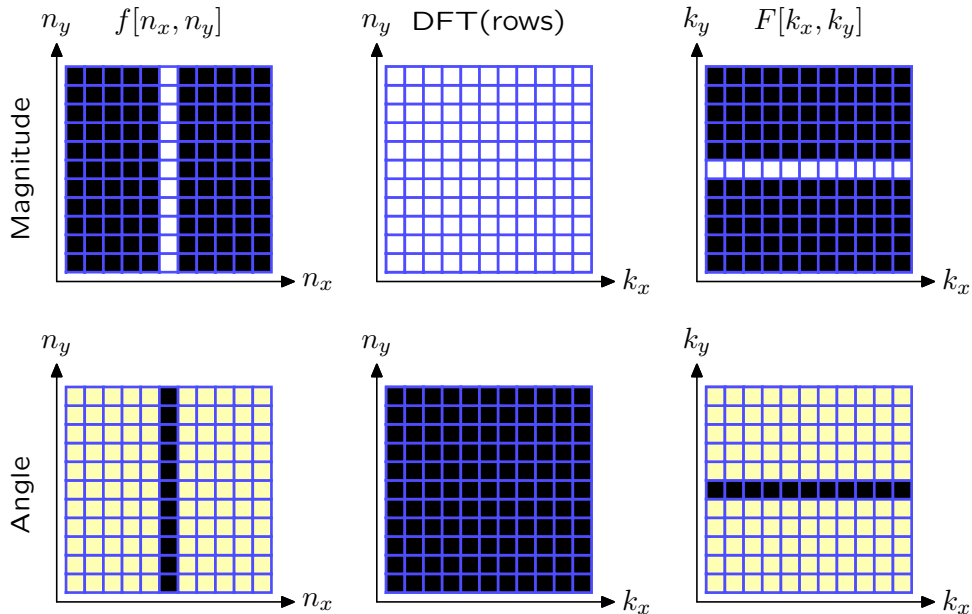 n_y f[n_x, n_y] n_y DFT(rows) k_y F[k_x, k_y]
Magnitude
n_x k_x k_x
n_y n_y k_y
Angle
n_x k_x k_x